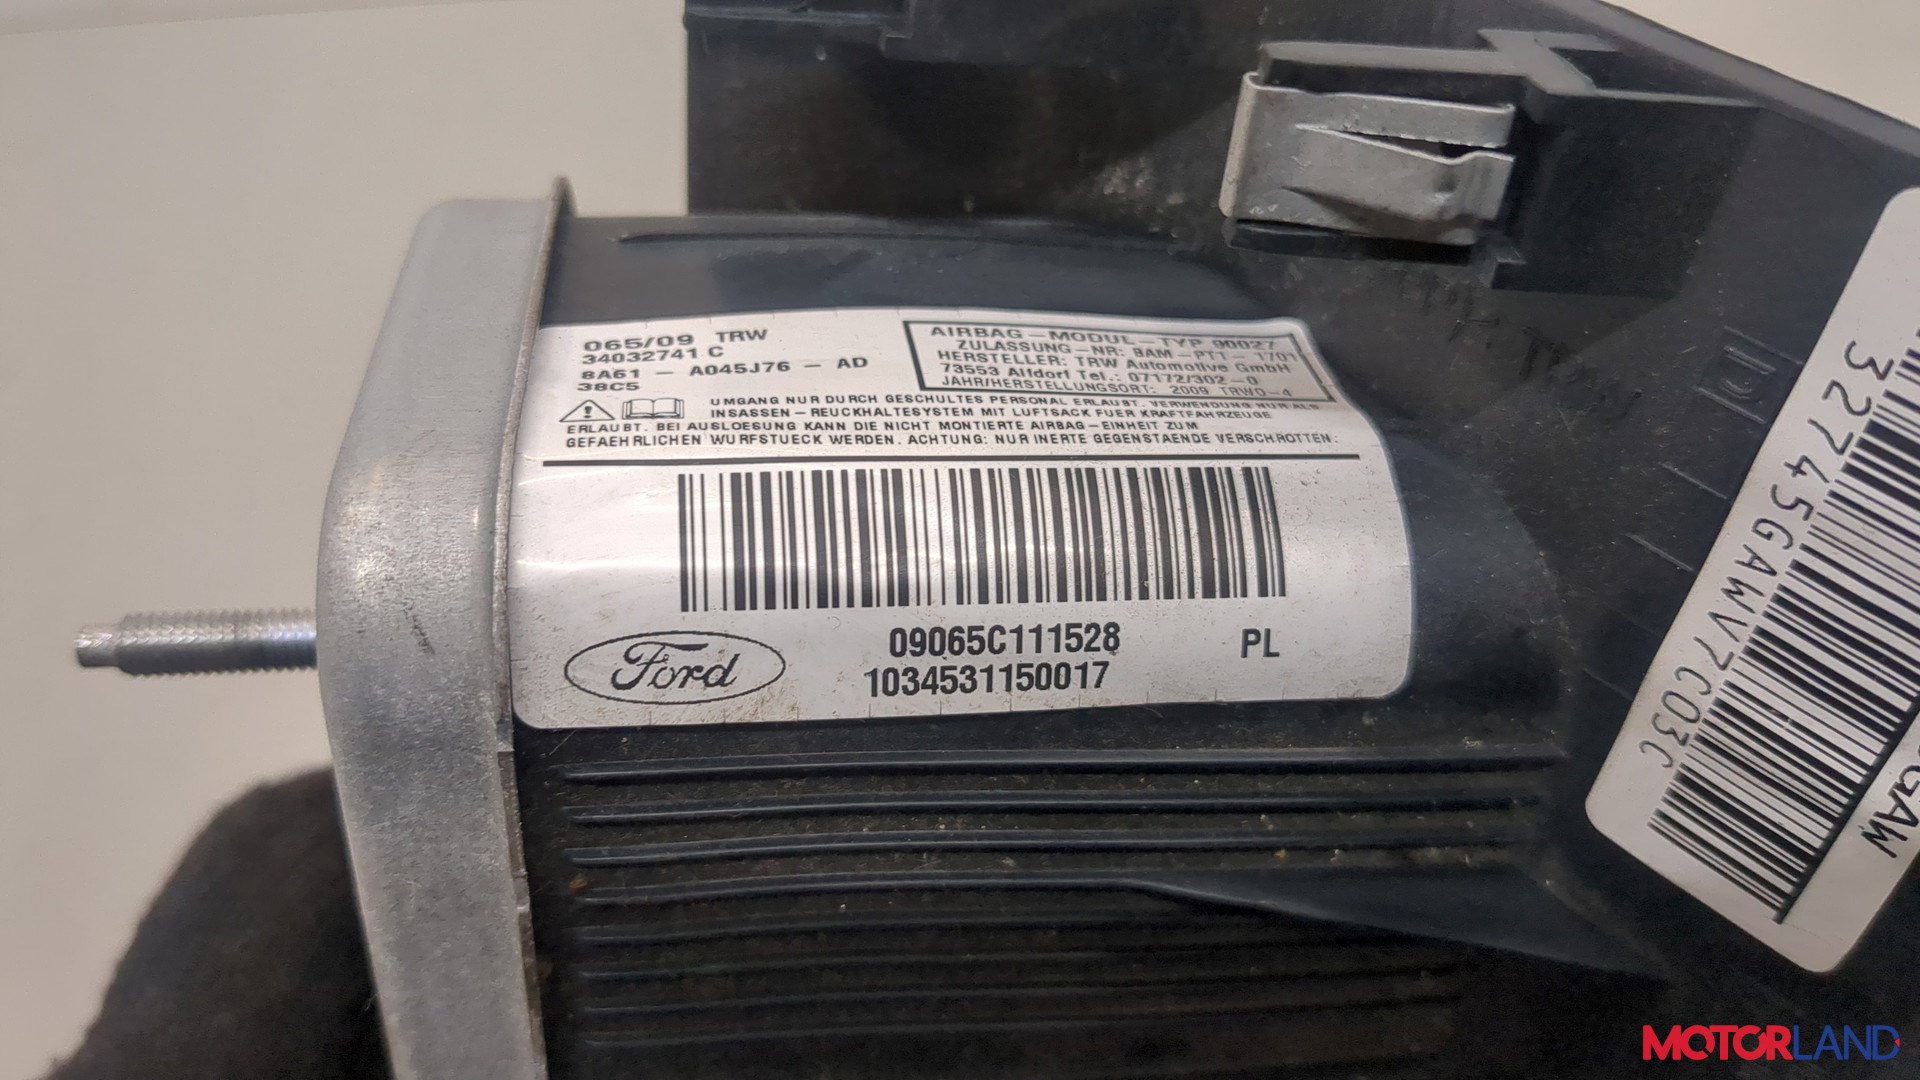 065/09 TRW
34032741 C
8A61 - A045J76 - AD
38C5
AIRBAG-MODUL-TYP 90027
ZULASSUNG-NR: BAM-PT1-1701
HERSTELLER: TRW Automotive GmbH
73553 Alfdorf Tel.: 07172/302-0
JAHR/HERSTELLUNGSORT: 2009 TRWO-4
UMGANG NUR DURCH GESCHULTES PERSONAL ERLAUBT. VERWENDUNG NUR ALS
INSASSEN-REUCKHALTESYSTEM MIT LUFTSACK FUER KRAFTFAHRZEUGE
ERLAUBT. BEI AUSLOESUNG KANN DIE NICHT MONTIERTE AIRBAG-EINHEIT ZUM
GEFAEHRLICHEN WURFSTUECK WERDEN. ACHTUNG: NUR INERTE GEGENSTAENDE VERSCHROTTEN.
09065C111528 PL
Ford
1034531150017
32745GAWV7C03C
GAW
MOTORLAND